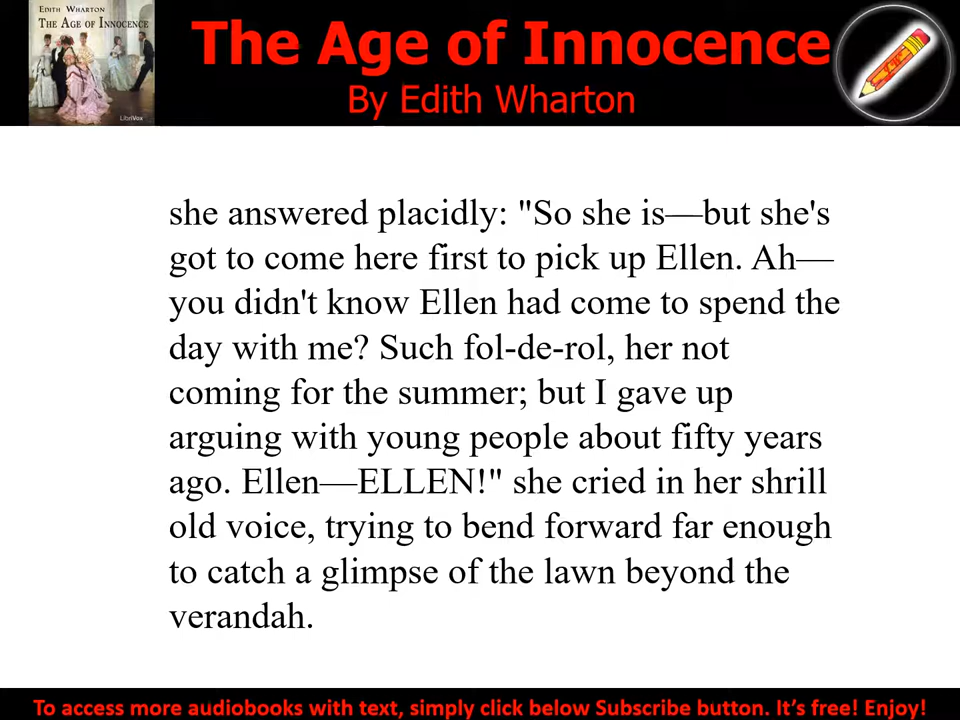 EDITH WHARTON
THE AGE OF INNOCENCE
LibriVox
The Age of Innocence
By Edith Wharton
she answered placidly: "So she is—but she's
got to come here first to pick up Ellen. Ah—
you didn't know Ellen had come to spend the
day with me? Such fol-de-rol, her not
coming for the summer; but I gave up
arguing with young people about fifty years
ago. Ellen—ELLEN!" she cried in her shrill
old voice, trying to bend forward far enough
to catch a glimpse of the lawn beyond the
verandah.
To access more audiobooks with text, simply click below Subscribe button. It's free! Enjoy!